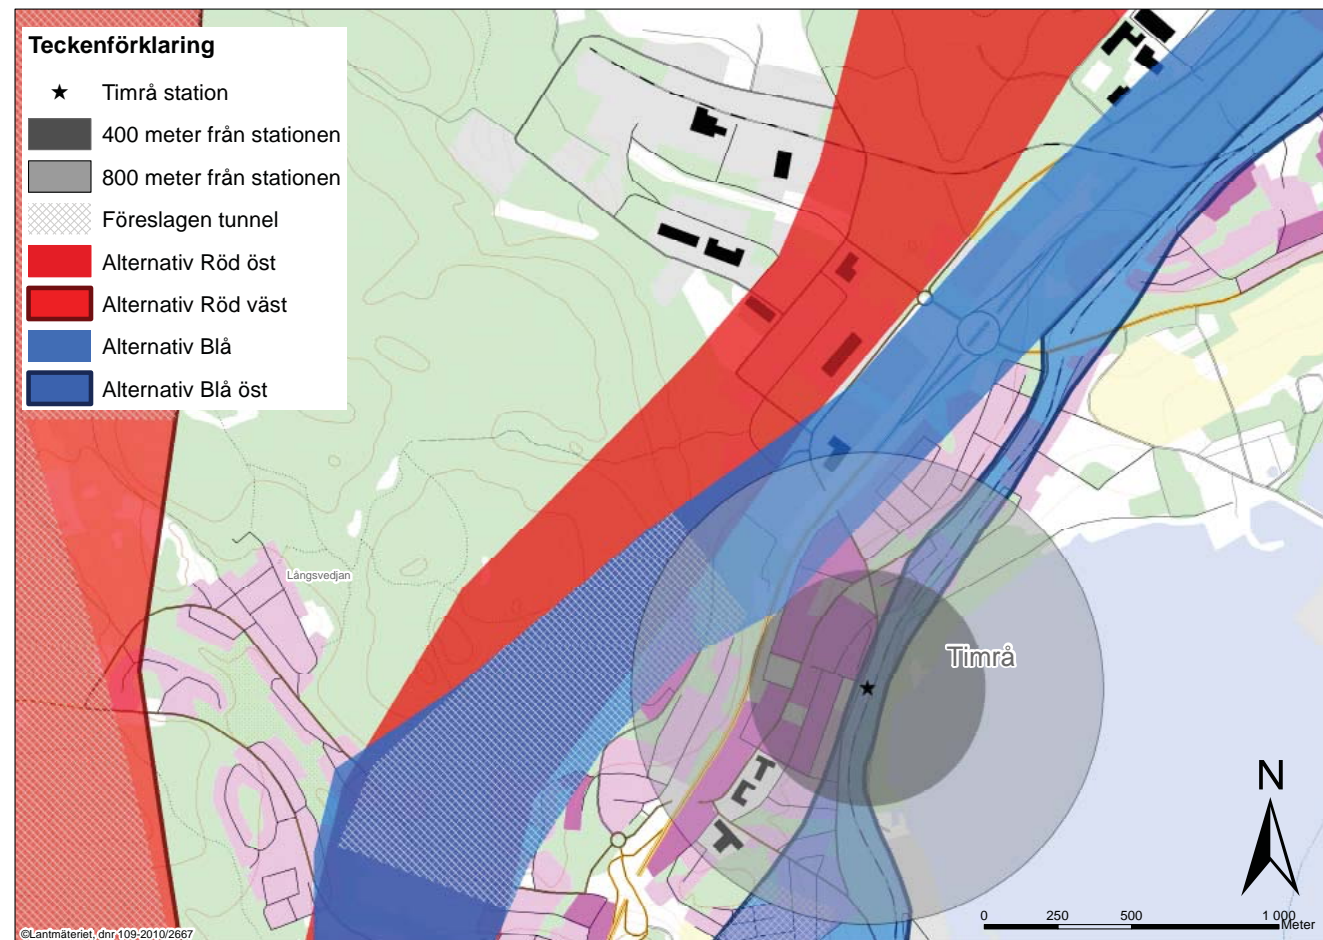 Teckenförklaring
Timrå station
400 meter från stationen
800 meter från stationen
Föreslagen tunnel
Alternativ Röd öst
Alternativ Röd väst
Alternativ Blå
Alternativ Blå öst
Långsvedjan
Timrå
N
0 250 500 1 000
Meter
©Lantmäteriet, dnr 109-2010/2667